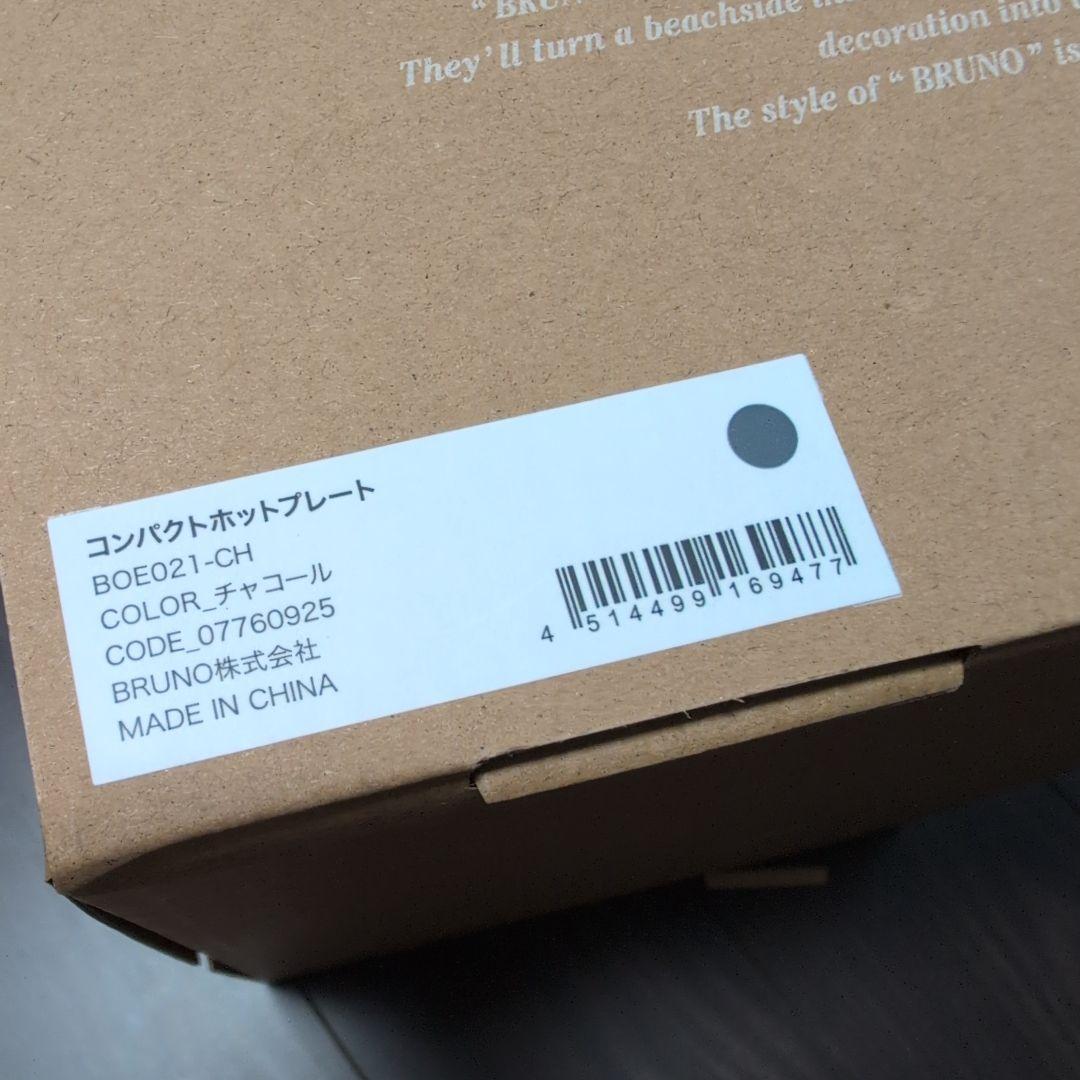 “BRUNO
They’ll turn a beachside
decoration into
The style of “BRUNO” is
コンパクトホットプレート
BOE021-CH
COLOR_チャコール
CODE_07760925
BRUNO株式会社
MADE IN CHINA
4 514499 169477